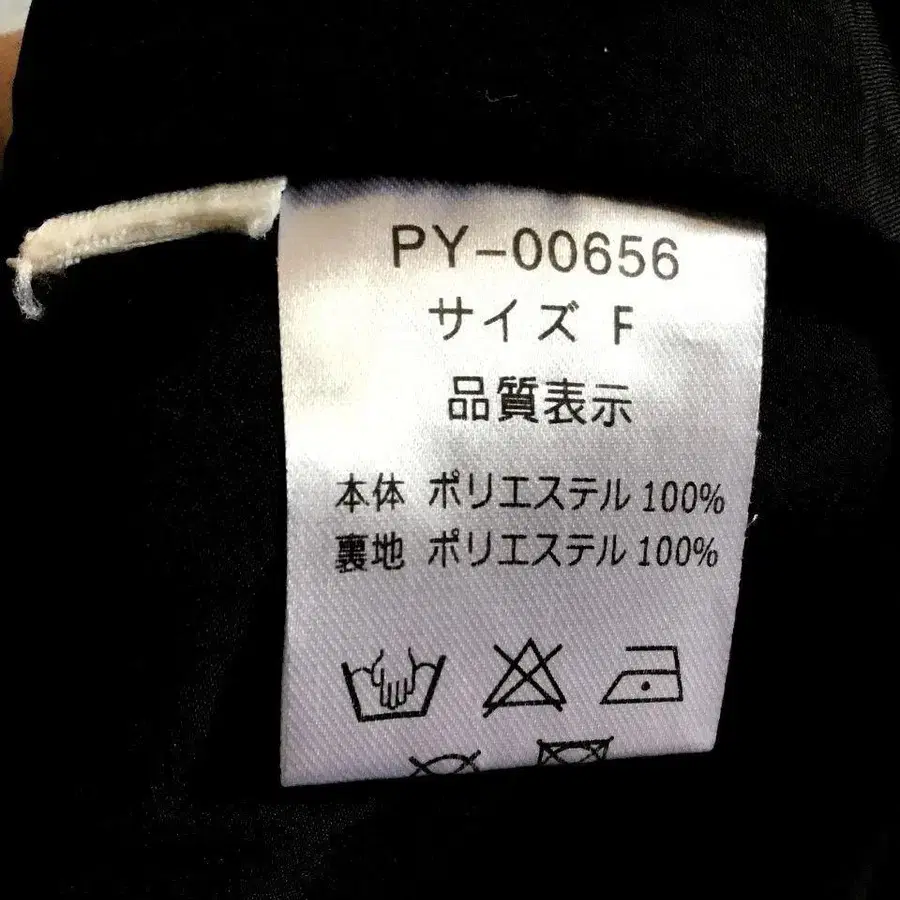 PY-00656
サイズ F
品質表示
本体 ポリエステル 100%
裏地 ポリエステル 100%